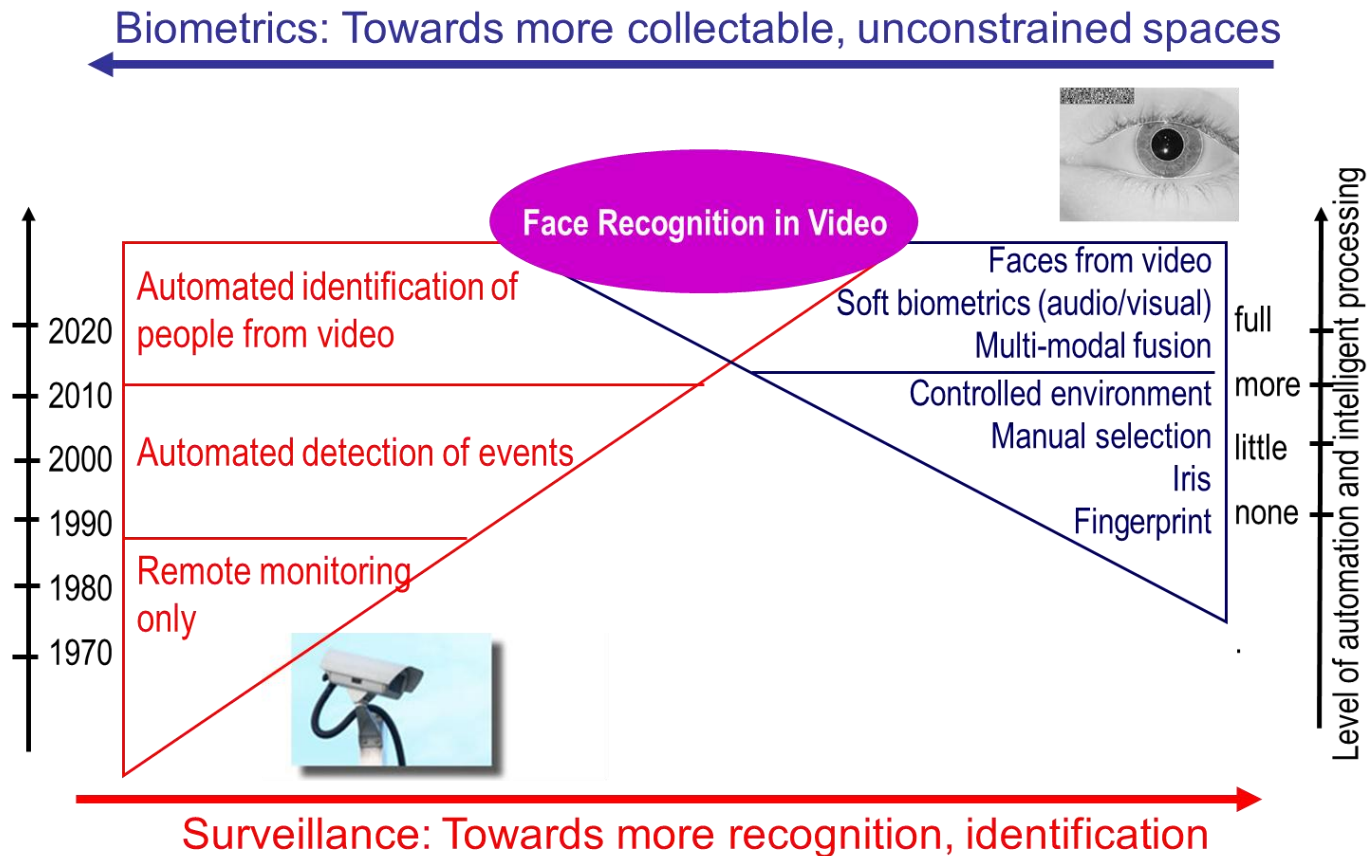 Biometrics: Towards more collectable, unconstrained spaces
Face Recognition in Video
2020
2010
2000
1990
1980
1970
Automated identification of
people from video
Automated detection of events
Remote monitoring
only
Faces from video
Soft biometrics (audio/visual)
Multi-modal fusion
Controlled environment
Manual selection
Iris
Fingerprint
full
more
little
none
.
Level of automation and intelligent processing
Surveillance: Towards more recognition, identification